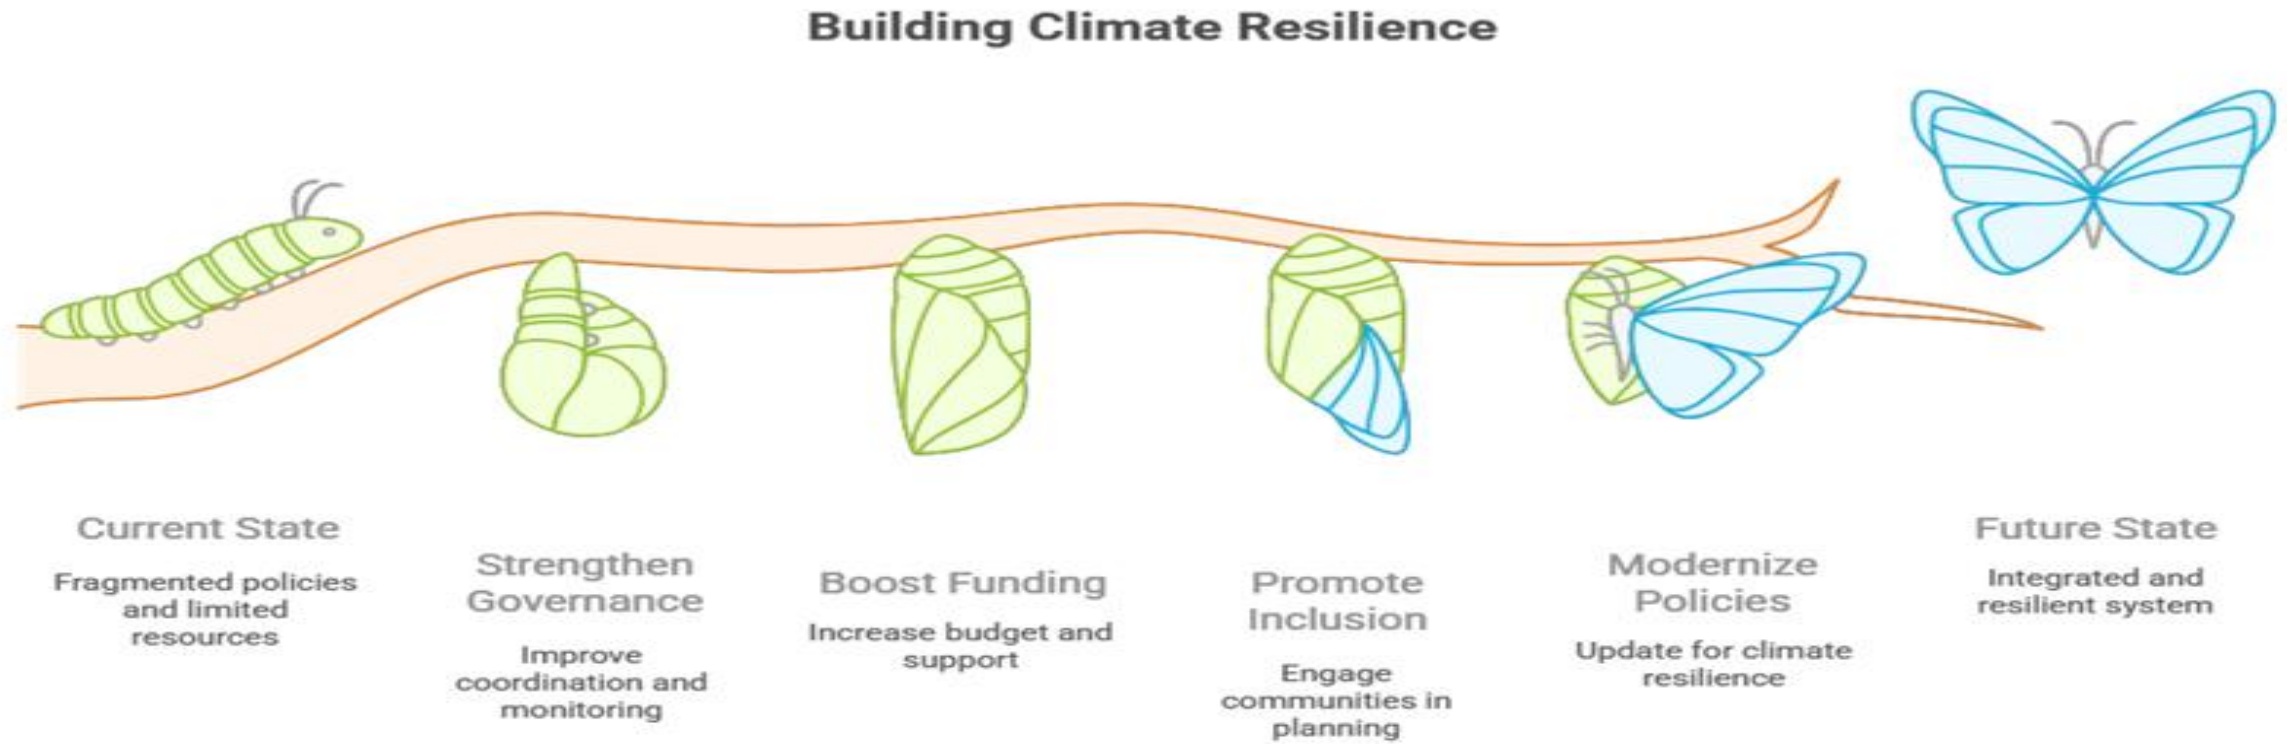 Building Climate Resilience
Current State
Fragmented policies
and limited
resources
Strengthen
Governance
Improve
coordination and
monitoring
Boost Funding
Increase budget and
support
Promote
Inclusion
Engage
communities in
planning
Modernize
Policies
Update for climate
resilience
Future State
Integrated and
resilient system